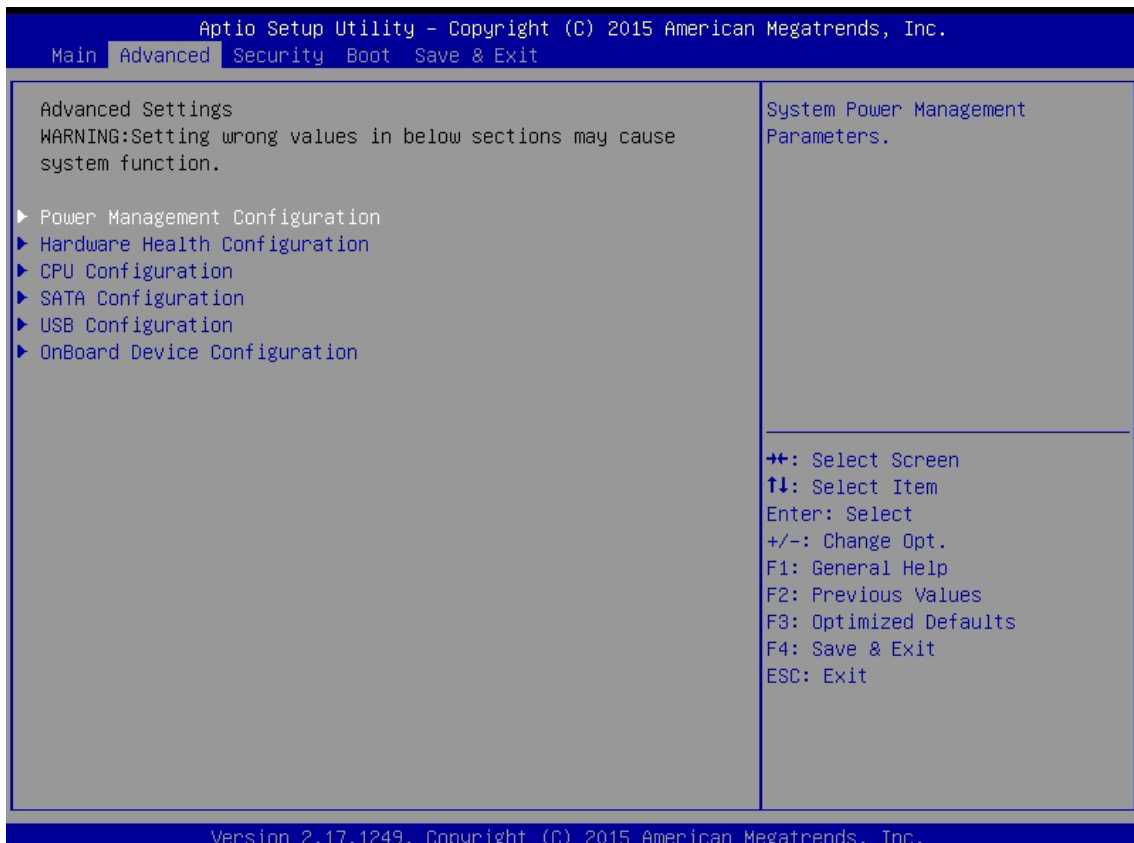 Aptio Setup Utility – Copyright (C) 2015 American Megatrends, Inc.
Main Advanced Security Boot Save & Exit
Advanced Settings
WARNING:Setting wrong values in below sections may cause
system function.
▶ Power Management Configuration
▶ Hardware Health Configuration
▶ CPU Configuration
▶ SATA Configuration
▶ USB Configuration
▶ OnBoard Device Configuration
System Power Management
Parameters.
→←: Select Screen
↑↓: Select Item
Enter: Select
+/-: Change Opt.
F1: General Help
F2: Previous Values
F3: Optimized Defaults
F4: Save & Exit
ESC: Exit
Version 2.17.1249. Copyright (C) 2015 American Megatrends, Inc.